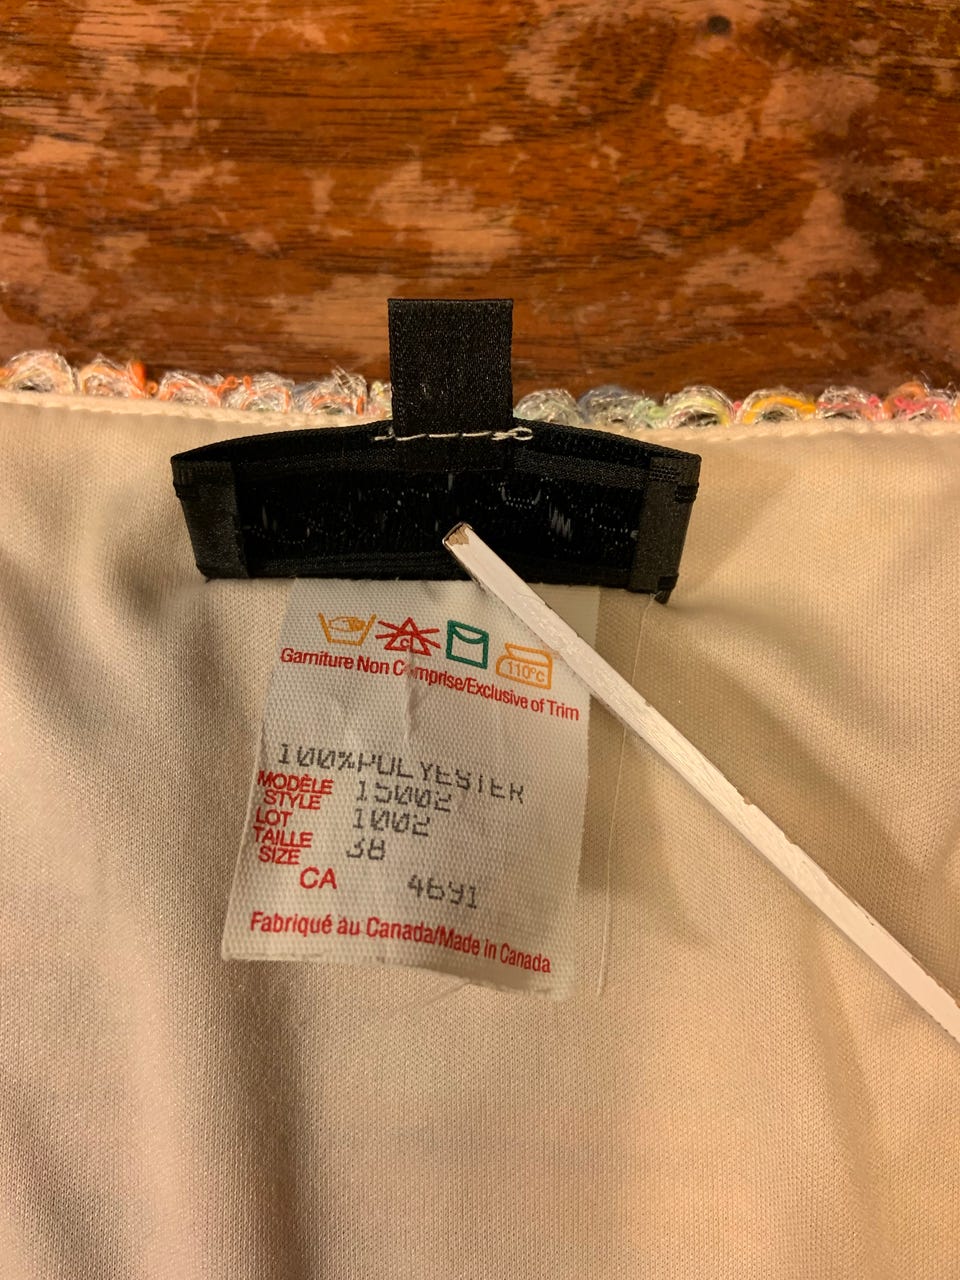 c
110°c
Garniture Non Comprise/Exclusive of Trim
100%POLYESTER
MODÈLE
STYLE 15002
LOT 1002
TAILLE
SIZE 38
CA 4691
Fabriqué au Canada/Made in Canada